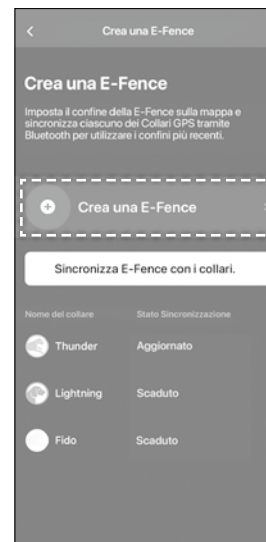 Crea una E-Fence
Crea una E-Fence
Imposta il confine della E-Fence sulla mappa e
sincronizza ciascuno dei Collari GPS tramite
Bluetooth per utilizzare i confini più recenti.
Crea una E-Fence
Sincronizza E-Fence con i collari.
Nome del collare Stato Sincronizzazione
Thunder Aggiornato
Lightning Scaduto
Fido Scaduto